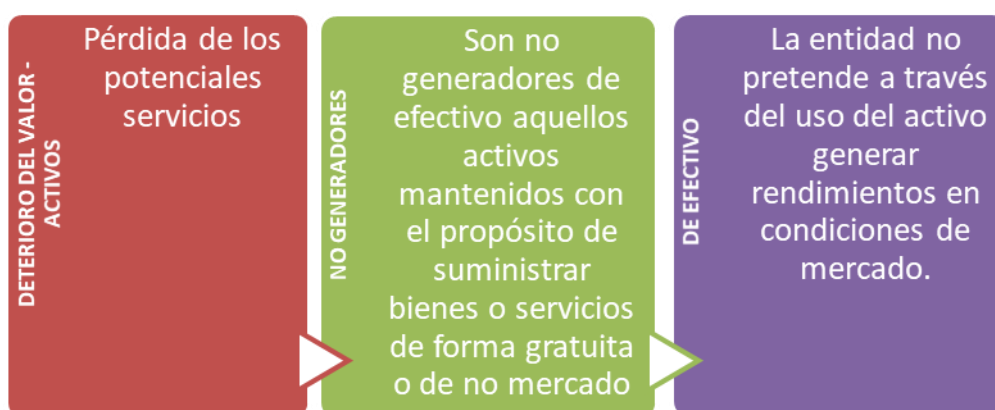 DETERIORO DEL VALOR -
ACTIVOS
Pérdida de los
potenciales
servicios
NO GENERADORES
Son no
generadores de
efectivo aquellos
activos
mantenidos con
el propósito de
suministrar
bienes o servicios
de forma gratuita
o de no mercado
DE EFECTIVO
La entidad no
pretende a través
del uso del activo
generar
rendimientos en
condiciones de
mercado.